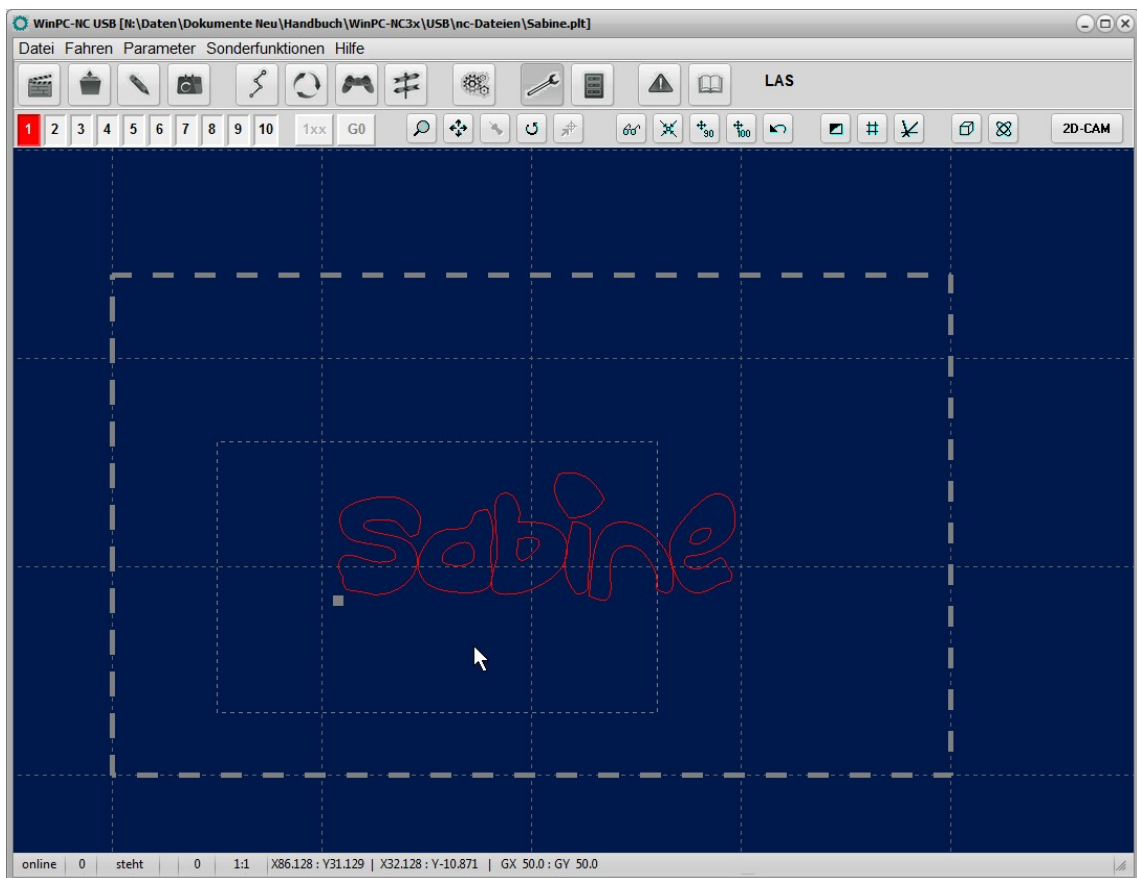 WinPC-NC USB [N:\Daten\Dokumente Neu\Handbuch\WinPC-NC3x\USB\nc-Dateien\Sabine.plt]
Datei Fahren Parameter Sonderfunktionen Hilfe
C LAS
1 2 3 4 5 6 7 8 9 10 1xx G0 90 100 2D-CAM
Sabine
online 0 steht 0 1:1 X86.128 : Y31.129 | X32.128 : Y-10.871 | GX 50.0 : GY 50.0